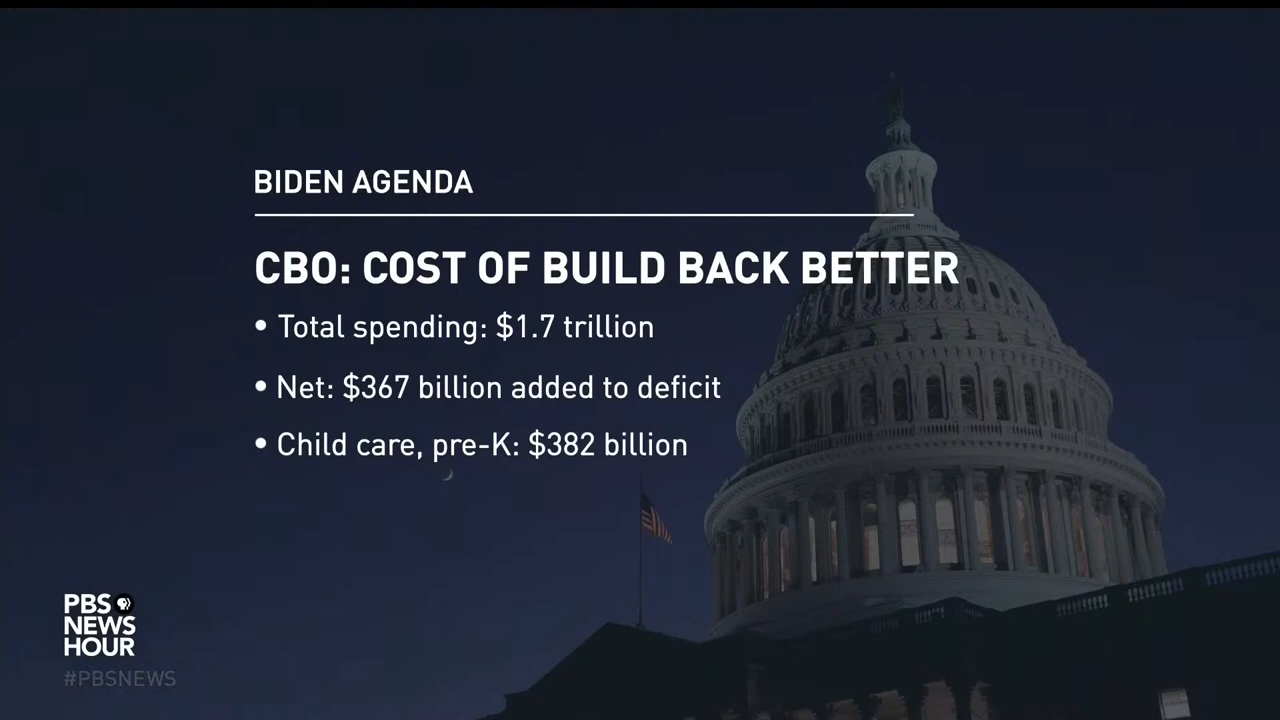 BIDEN AGENDA
CBO: COST OF BUILD BACK BETTER
• Total spending: $1.7 trillion
• Net: $367 billion added to deficit
• Child care, pre-K: $382 billion
PBS
NEWS
HOUR
#PBSNEWS